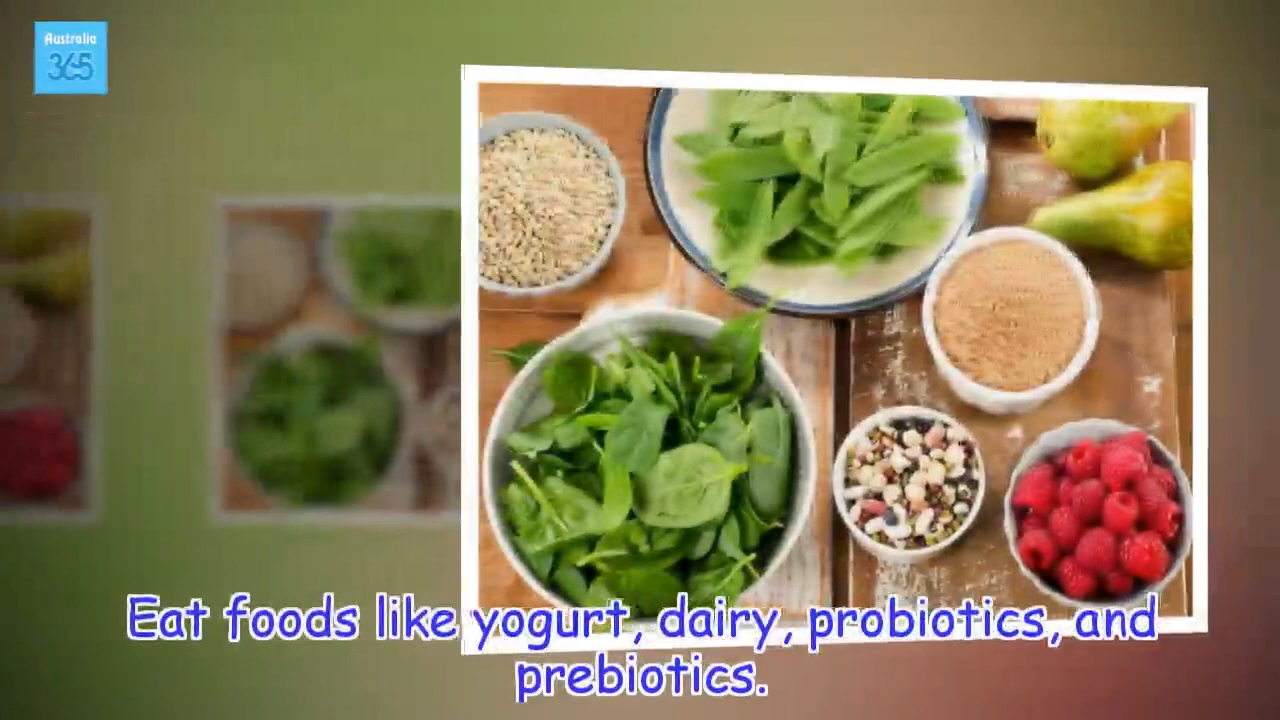 Australia
365
Eat foods like yogurt, dairy, probiotics, and
prebiotics.